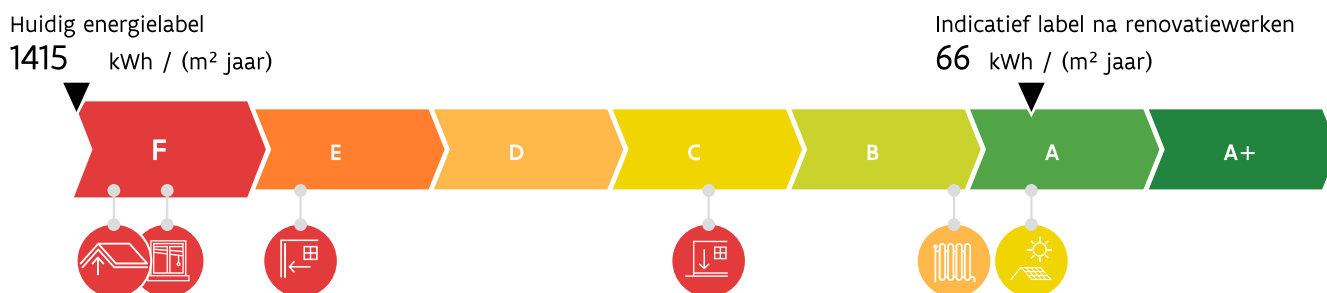 Huidig energielabel
1415 kWh / (m² jaar)
Indicatief label na renovatiewerken
66 kWh / (m² jaar)
F E D C B A A+